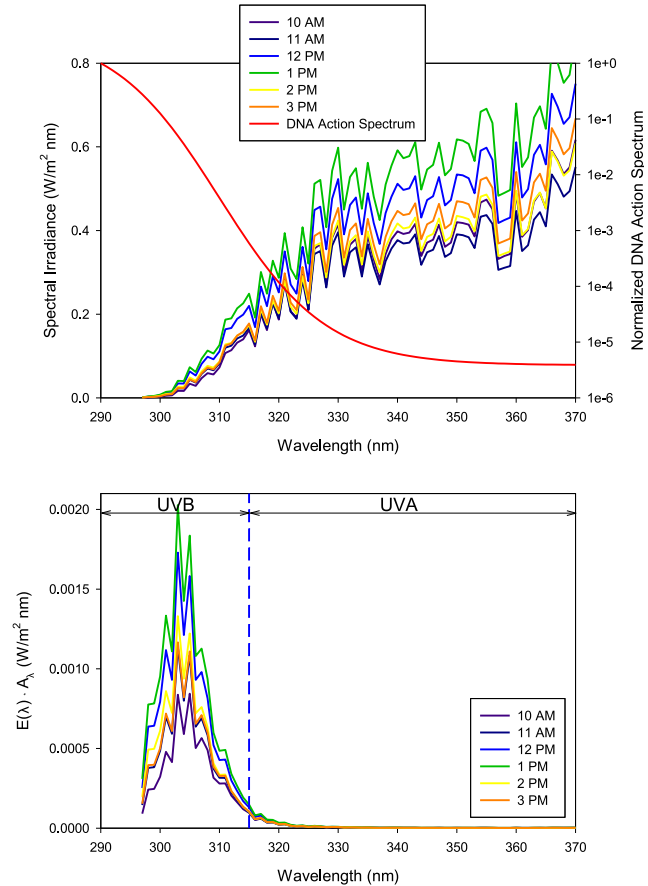 10 AM
11 AM
12 PM
1 PM
2 PM
3 PM
DNA Action Spectrum
Spectral Irradiance (W/m² nm)
0.8
0.6
0.4
0.2
0.0
1e+0
1e-1
1e-2
1e-3
1e-4
1e-5
1e-6
Normalized DNA Action Spectrum
290 300 310 320 330 340 350 360 370
Wavelength (nm)
UVB UVA
E(λ) · Aλ (W/m² nm)
0.0020
0.0015
0.0010
0.0005
0.0000
10 AM
11 AM
12 PM
1 PM
2 PM
3 PM
290 300 310 320 330 340 350 360 370
Wavelength (nm)